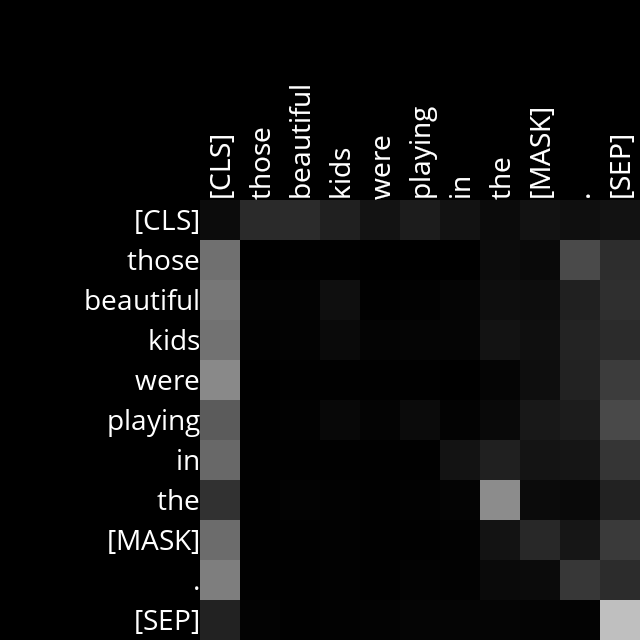 [CLS] those beautiful kids were playing in the [MASK] . [SEP]
[CLS]
those
beautiful
kids
were
playing
in
the
[MASK]
.
[SEP]